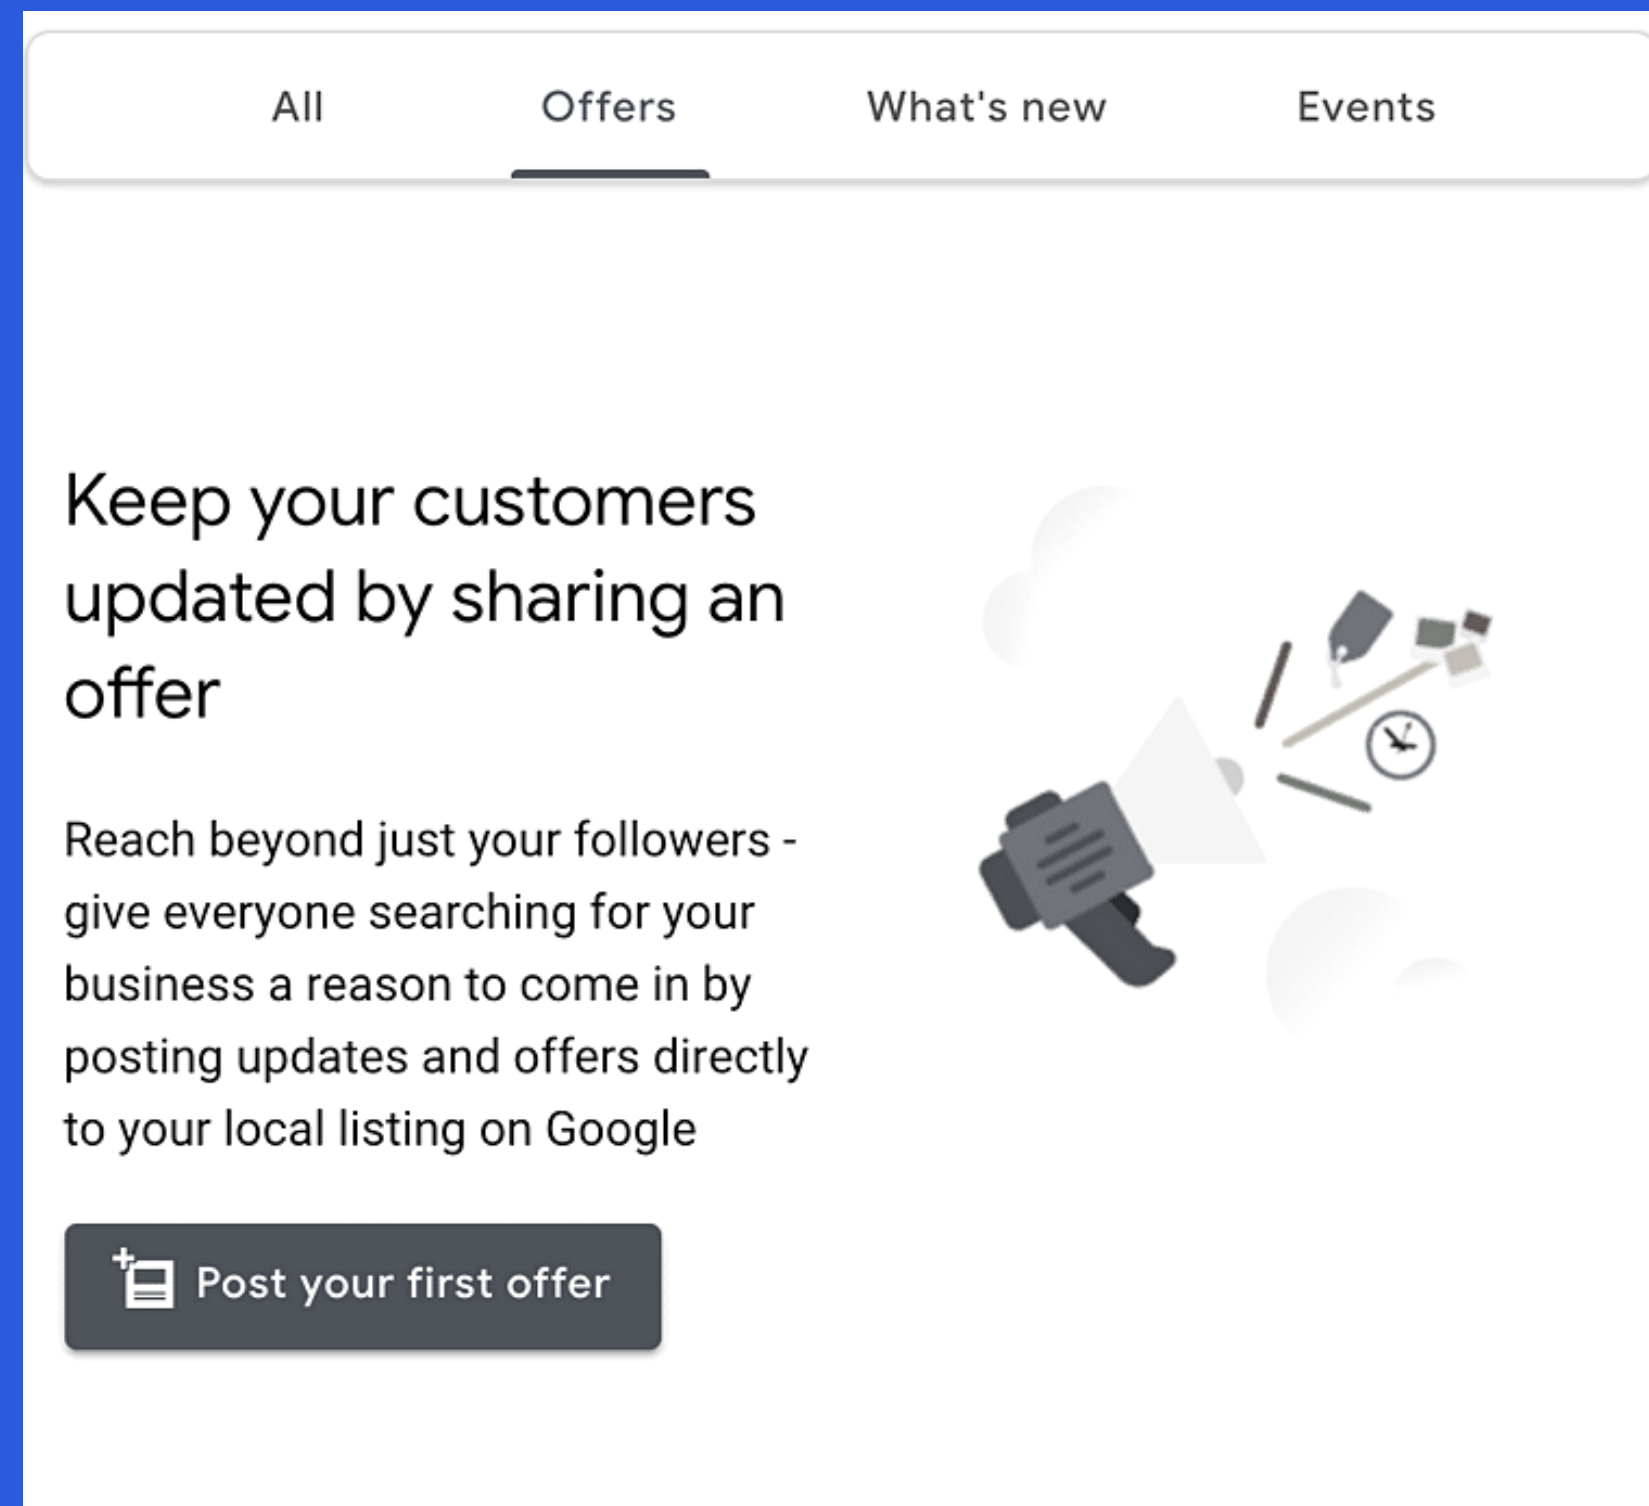 All Offers What's new Events
Keep your customers
updated by sharing an
offer
Reach beyond just your followers -
give everyone searching for your
business a reason to come in by
posting updates and offers directly
to your local listing on Google
Post your first offer